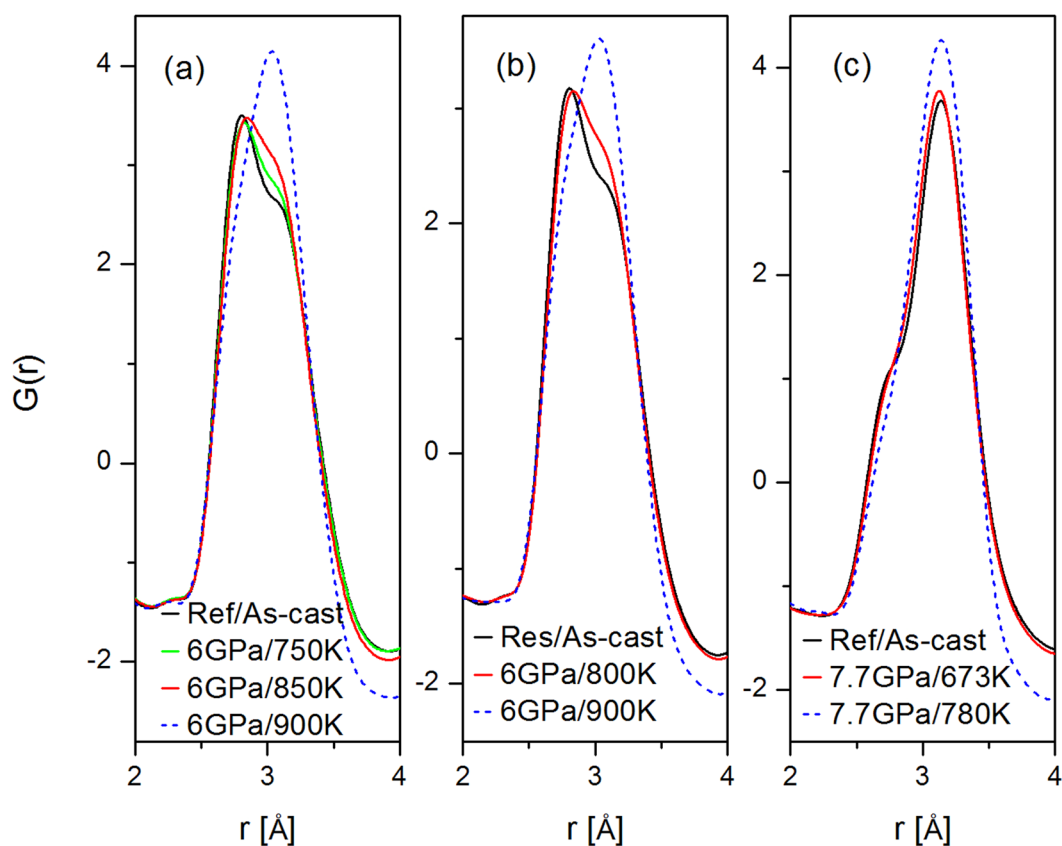 (a)
(b)
(c)
G(r)
4
2
0
-2
2
0
-2
4
2
0
-2
Ref/As-cast
6GPa/750K
6GPa/850K
6GPa/900K
Res/As-cast
6GPa/800K
6GPa/900K
Ref/As-cast
7.7GPa/673K
7.7GPa/780K
2 3 4
2 3 4
2 3 4
r [Å]
r [Å]
r [Å]